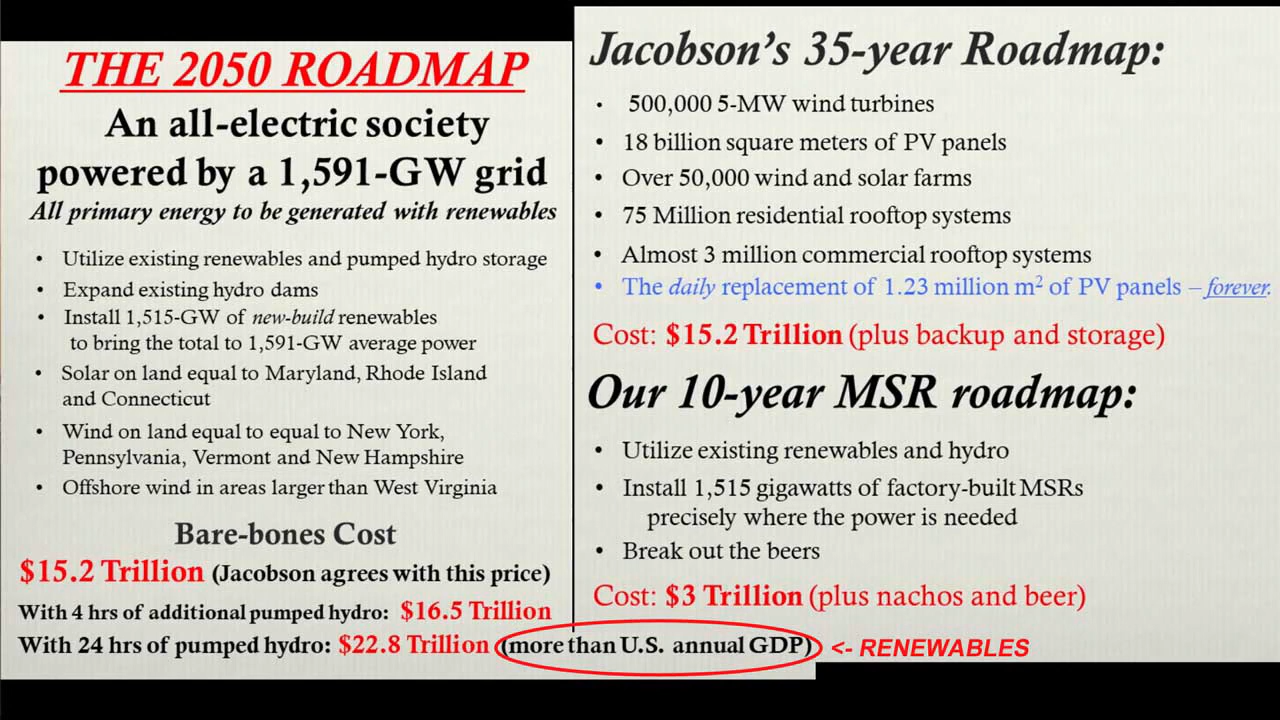 THE 2050 ROADMAP
An all-electric society
powered by a 1,591-GW grid
All primary energy to be generated with renewables
• Utilize existing renewables and pumped hydro storage
• Expand existing hydro dams
• Install 1,515-GW of new-build renewables
to bring the total to 1,591-GW average power
• Solar on land equal to Maryland, Rhode Island
and Connecticut
• Wind on land equal to equal to New York,
Pennsylvania, Vermont and New Hampshire
• Offshore wind in areas larger than West Virginia
Bare-bones Cost
$15.2 Trillion (Jacobson agrees with this price)
With 4 hrs of additional pumped hydro: $16.5 Trillion
With 24 hrs of pumped hydro: $22.8 Trillion (more than U.S. annual GDP) <- RENEWABLES
Jacobson's 35-year Roadmap:
• 500,000 5-MW wind turbines
• 18 billion square meters of PV panels
• Over 50,000 wind and solar farms
• 75 Million residential rooftop systems
• Almost 3 million commercial rooftop systems
• The daily replacement of 1.23 million m² of PV panels – forever.
Cost: $15.2 Trillion (plus backup and storage)
Our 10-year MSR roadmap:
• Utilize existing renewables and hydro
• Install 1,515 gigawatts of factory-built MSRs
precisely where the power is needed
• Break out the beers
Cost: $3 Trillion (plus nachos and beer)